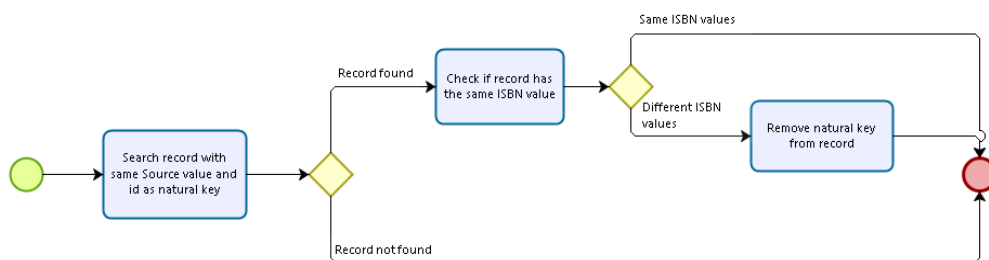 Same ISBN values
Record found
Check if record has
the same ISBN value
Different ISBN
values
Remove natural key
from record
Search record with
same Source value and
id as natural key
Record not found